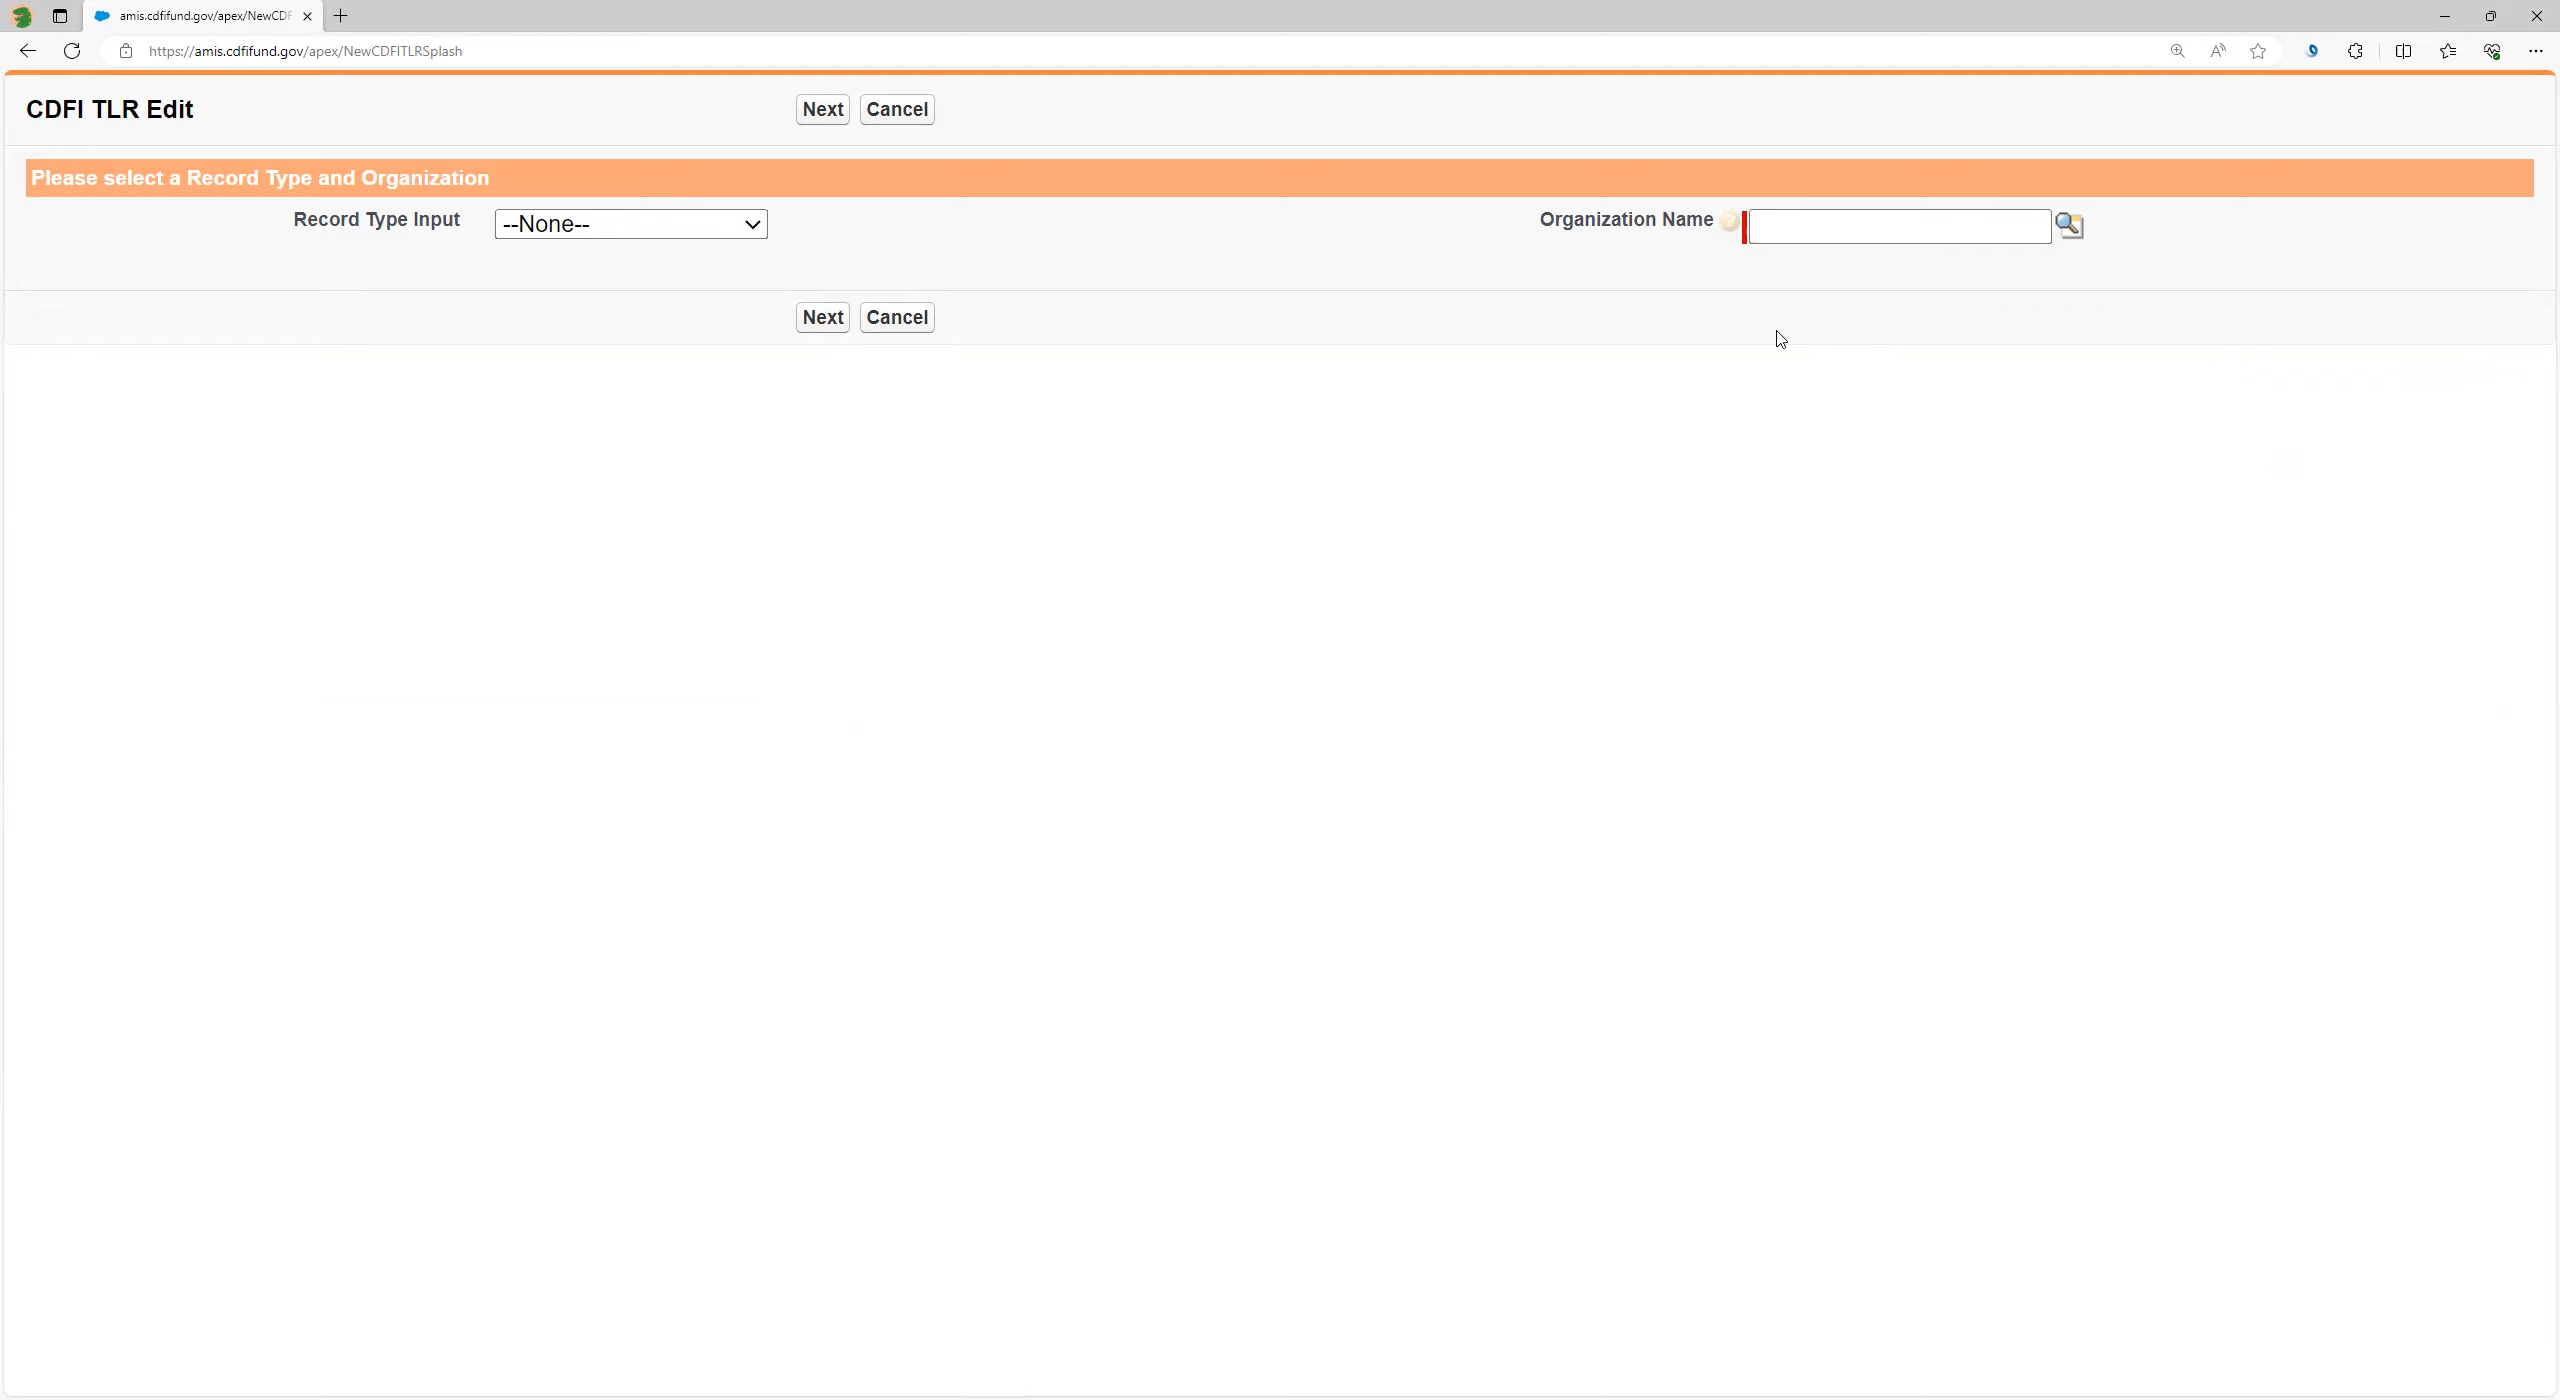 amis.cdfifund.gov/apex/NewCDF
https://amis.cdfifund.gov/apex/NewCDFITLRSplash
CDFI TLR Edit
Next Cancel
Please select a Record Type and Organization
Record Type Input --None-- Organization Name
Next Cancel